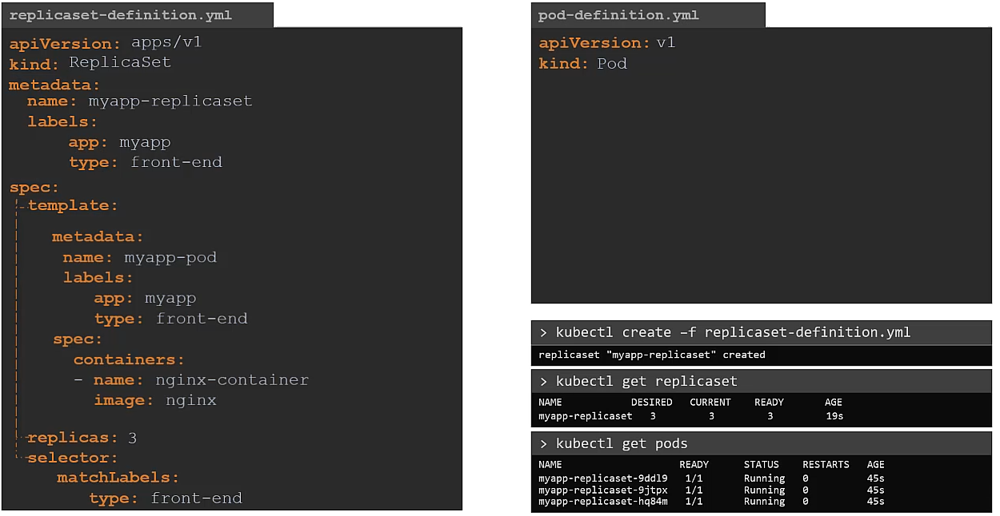 replicaset-definition.yml
apiVersion: apps/v1
kind: ReplicaSet
metadata:
name: myapp-replicaset
labels:
app: myapp
type: front-end
spec:
template:
metadata:
name: myapp-pod
labels:
app: myapp
type: front-end
spec:
containers:
- name: nginx-container
image: nginx
replicas: 3
selector:
matchLabels:
type: front-end
pod-definition.yml
apiVersion: v1
kind: Pod
> kubectl create –f replicaset-definition.yml
replicaset "myapp-replicaset" created
> kubectl get replicaset
NAME DESIRED CURRENT READY AGE
myapp-replicaset 3 3 3 19s
> kubectl get pods
NAME READY STATUS RESTARTS AGE
myapp-replicaset-9ddl9 1/1 Running 0 45s
myapp-replicaset-9jtpx 1/1 Running 0 45s
myapp-replicaset-hq84m 1/1 Running 0 45s